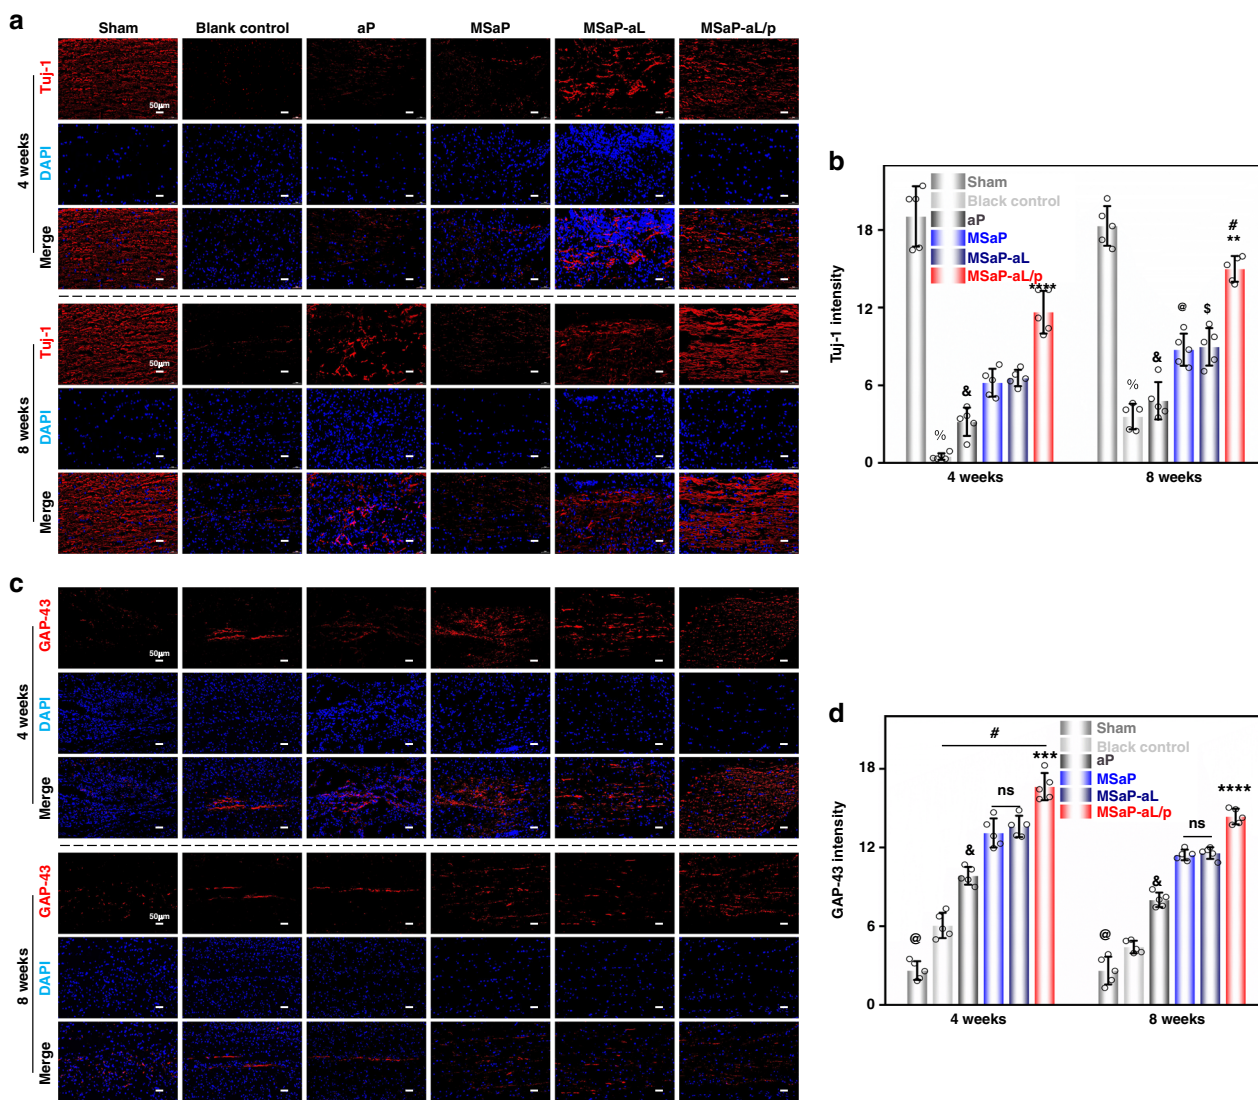 a
Sham Blank control aP MSaP MSaP-aL MSaP-aL/p
4 weeks
Tuj-1
50μm
DAPI
Merge
8 weeks
Tuj-1
50μm
DAPI
Merge
b
Tuj-1 intensity
18
12
6
0
Sham
Black control
aP
MSaP
MSaP-aL
MSaP-aL/p
% & ****
% & @ $ # **
4 weeks 8 weeks
c
4 weeks
GAP-43
50μm
DAPI
Merge
8 weeks
GAP-43
50μm
DAPI
Merge
d
GAP-43 intensity
18
12
6
0
Sham
Black control
aP
MSaP
MSaP-aL
MSaP-aL/p
#
@ & ns ***
@ & ns ****
4 weeks 8 weeks